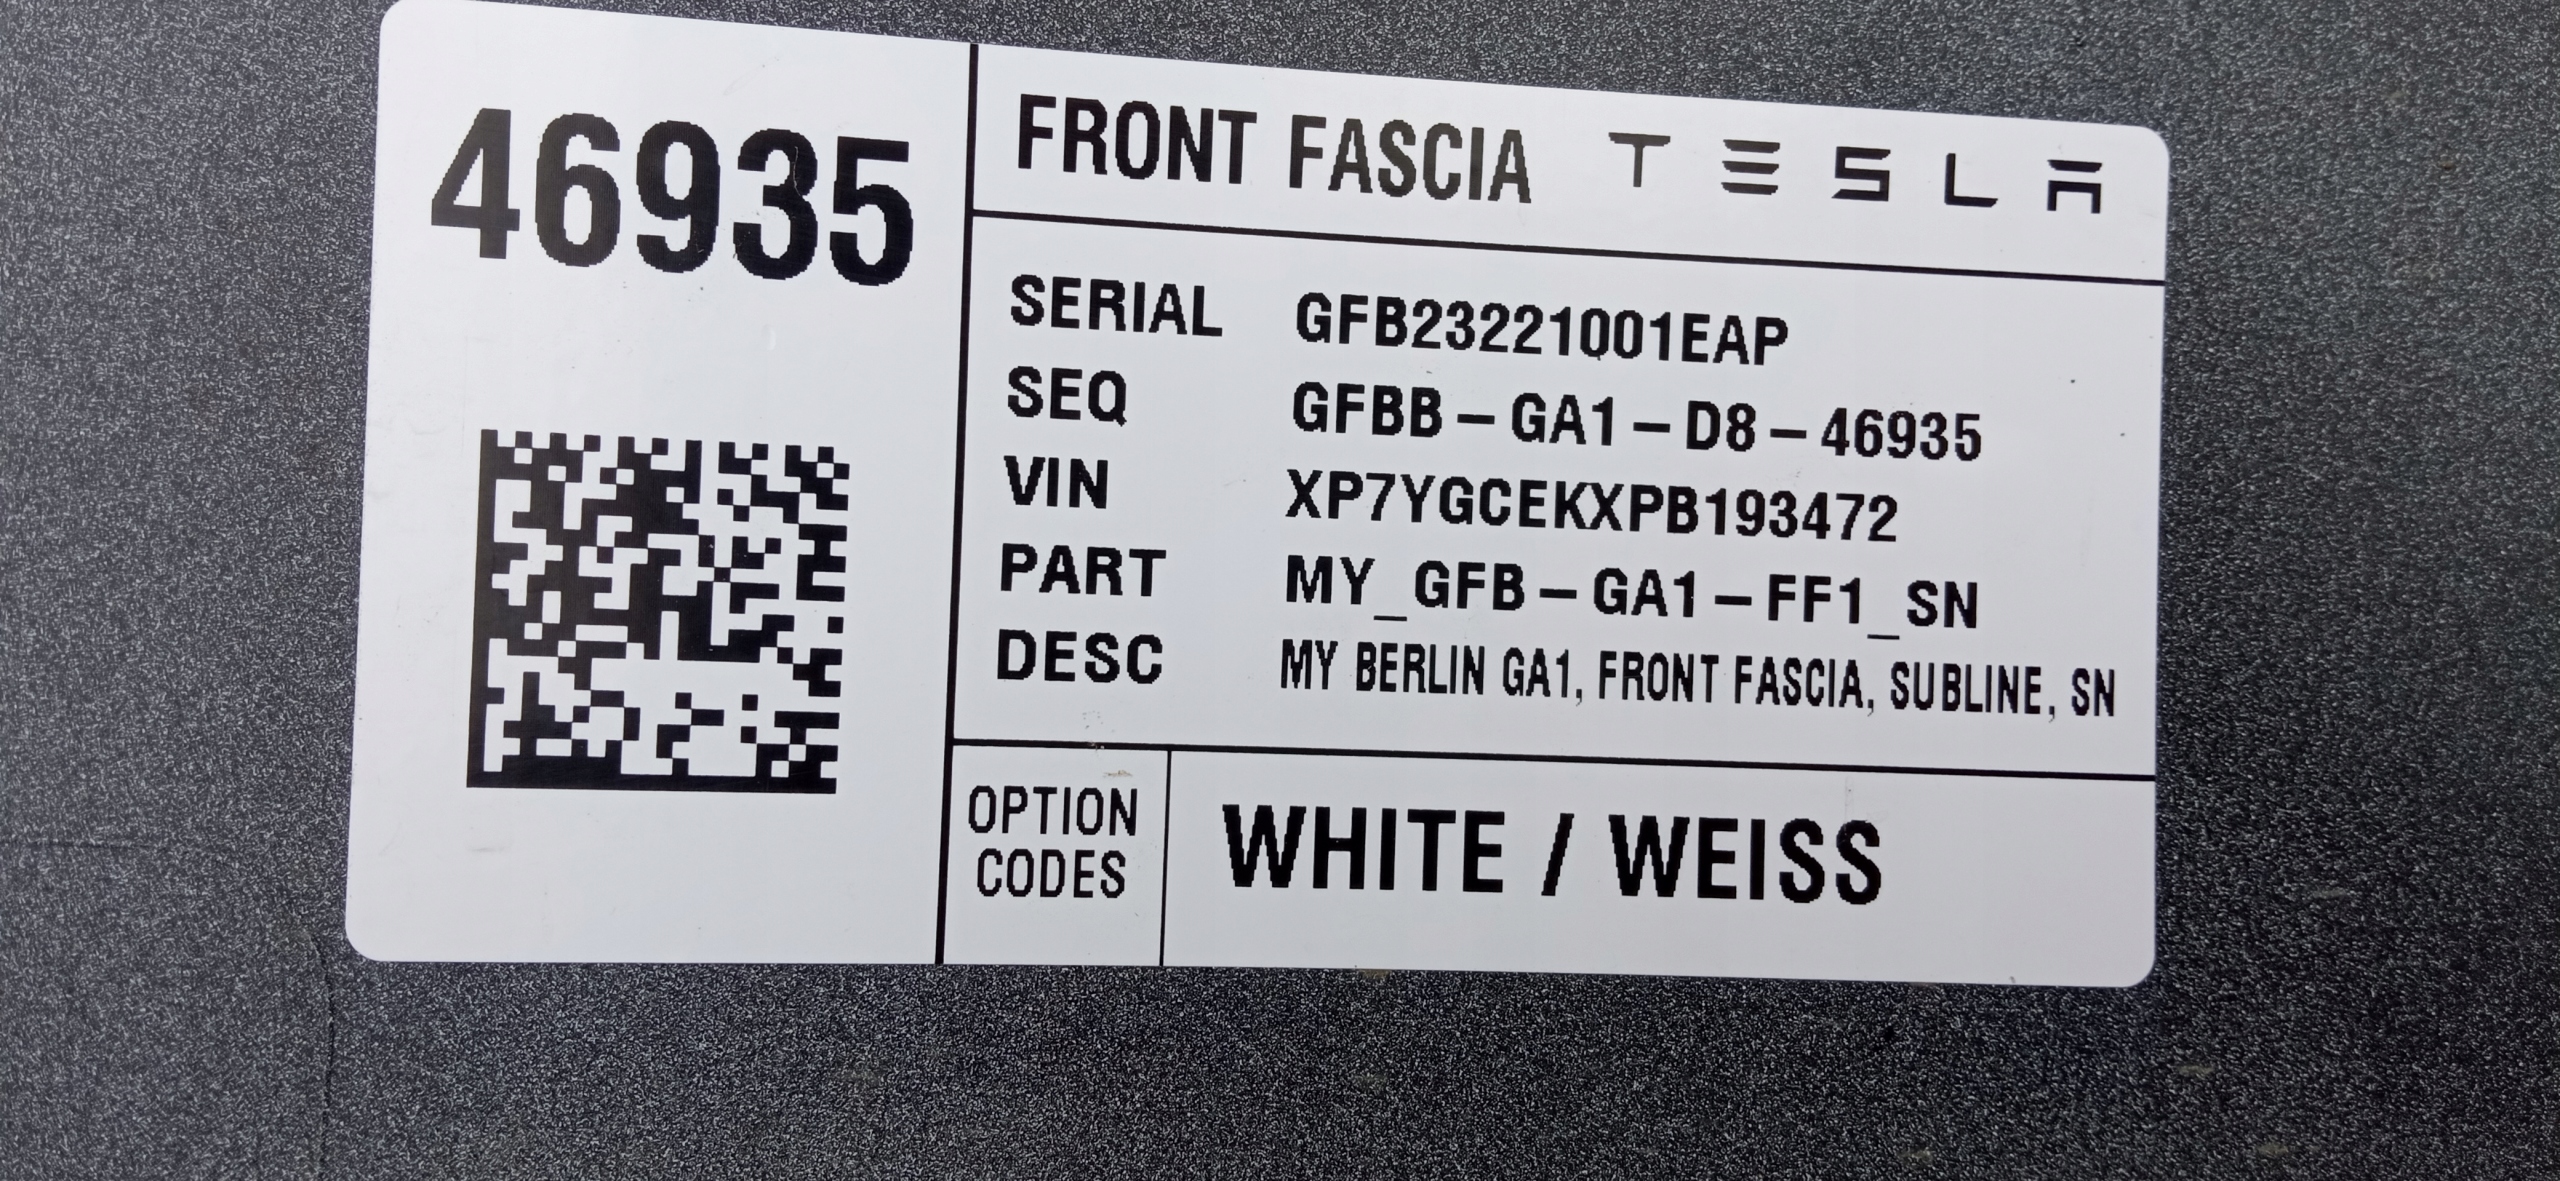 46935
FRONT FASCIA TESLA
SERIAL GFB23221001EAP
SEQ GFBB-GA1-D8-46935
VIN XP7YGCEKXPB193472
PART MY_GFB-GA1-FF1_SN
DESC MY BERLIN GA1, FRONT FASCIA, SUBLINE, SN
OPTION
CODES
WHITE / WEISS